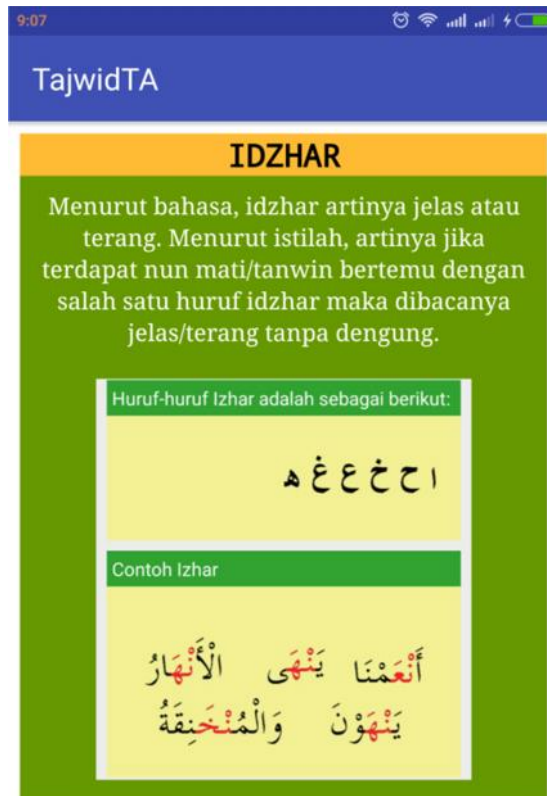 9:07
TajwidTA
IDZHAR
Menurut bahasa, idzhar artinya jelas atau
terang. Menurut istilah, artinya jika
terdapat nun mati/tanwin bertemu dengan
salah satu huruf idzhar maka dibacanya
jelas/terang tanpa dengung.
Huruf-huruf Izhar adalah sebagai berikut:
ا ح خ ع غ ه
Contoh Izhar
أَنْعَمْنَا يَنْهَى الْأَنْهَارُ
يَنْهَوْنَ وَالْمُنْخَنِقَةُ